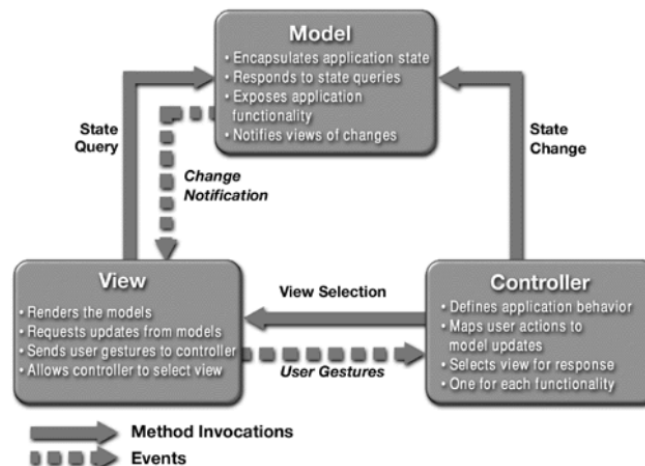 Model
• Encapsulates application state
• Responds to state queries
• Exposes application
functionality
• Notifies views of changes
State
Query
State
Change
Change
Notification
View
• Renders the models
• Requests updates from models
• Sends user gestures to controller
• Allows controller to select view
View Selection
User Gestures
Controller
• Defines application behavior
• Maps user actions to
model updates
• Selects view for response
• One for each functionality
Method Invocations
Events